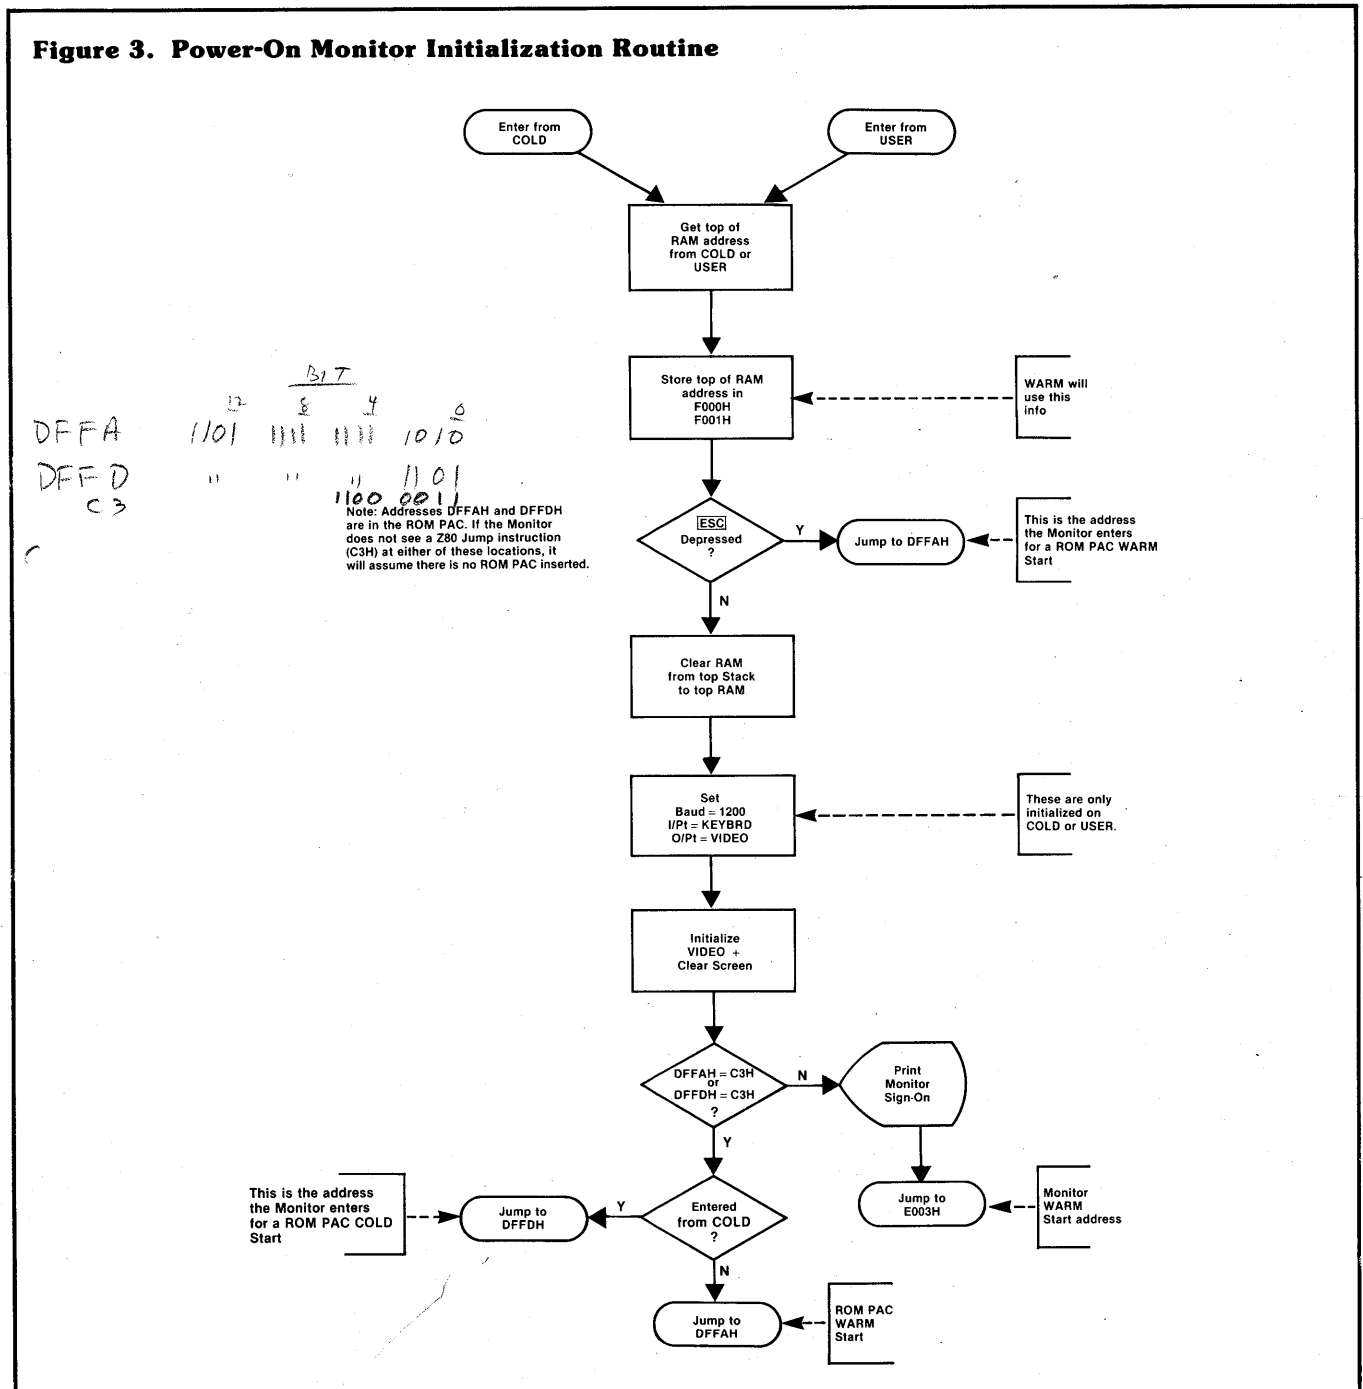 Figure 3. Power-On Monitor Initialization Routine
Enter from
COLD
Enter from
USER
Get top of
RAM address
from COLD or
USER
Store top of RAM
address in
F000H
F001H
WARM will
use this
info
BIT
12 8 4 0
DFFA 1101 1111 1111 1010
DFFD " " " 1101
C3 1100 0011
Note: Addresses DFFAH and DFFDH
are in the ROM PAC. If the Monitor
does not see a Z80 Jump instruction
(C3H) at either of these locations, it
will assume there is no ROM PAC inserted.
ESC
Depressed
?
Y
Jump to DFFAH
This is the address
the Monitor enters
for a ROM PAC WARM
Start
N
Clear RAM
from top Stack
to top RAM
Set
Baud = 1200
I/Pt = KEYBRD
O/Pt = VIDEO
These are only
initialized on
COLD or USER.
Initialize
VIDEO +
Clear Screen
DFFAH = C3H
or
DFFDH = C3H
?
N
Print
Monitor
Sign-On
Y
Jump to
E003H
Monitor
WARM
Start address
Entered
from COLD
?
Y
Jump to
DFFDH
This is the address
the Monitor enters
for a ROM PAC COLD
Start
N
Jump to
DFFAH
ROM PAC
WARM
Start